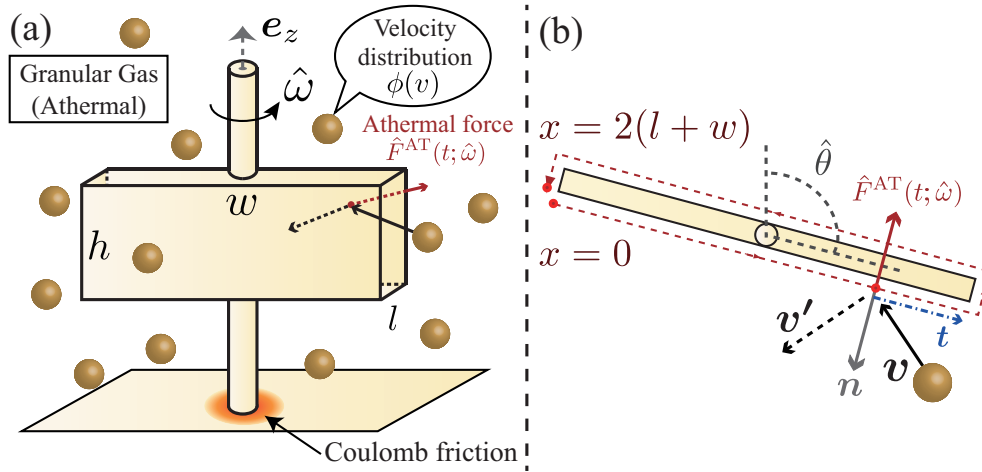 (a)
e_z
Velocity
distribution
ϕ(v)
Granular Gas
(Athermal)
ω̂
Athermal force
F̂^AT(t; ω̂)
w
h
l
Coulomb friction
(b)
x = 2(l + w)
θ̂
F̂^AT(t; ω̂)
x = 0
v′
t
n
v